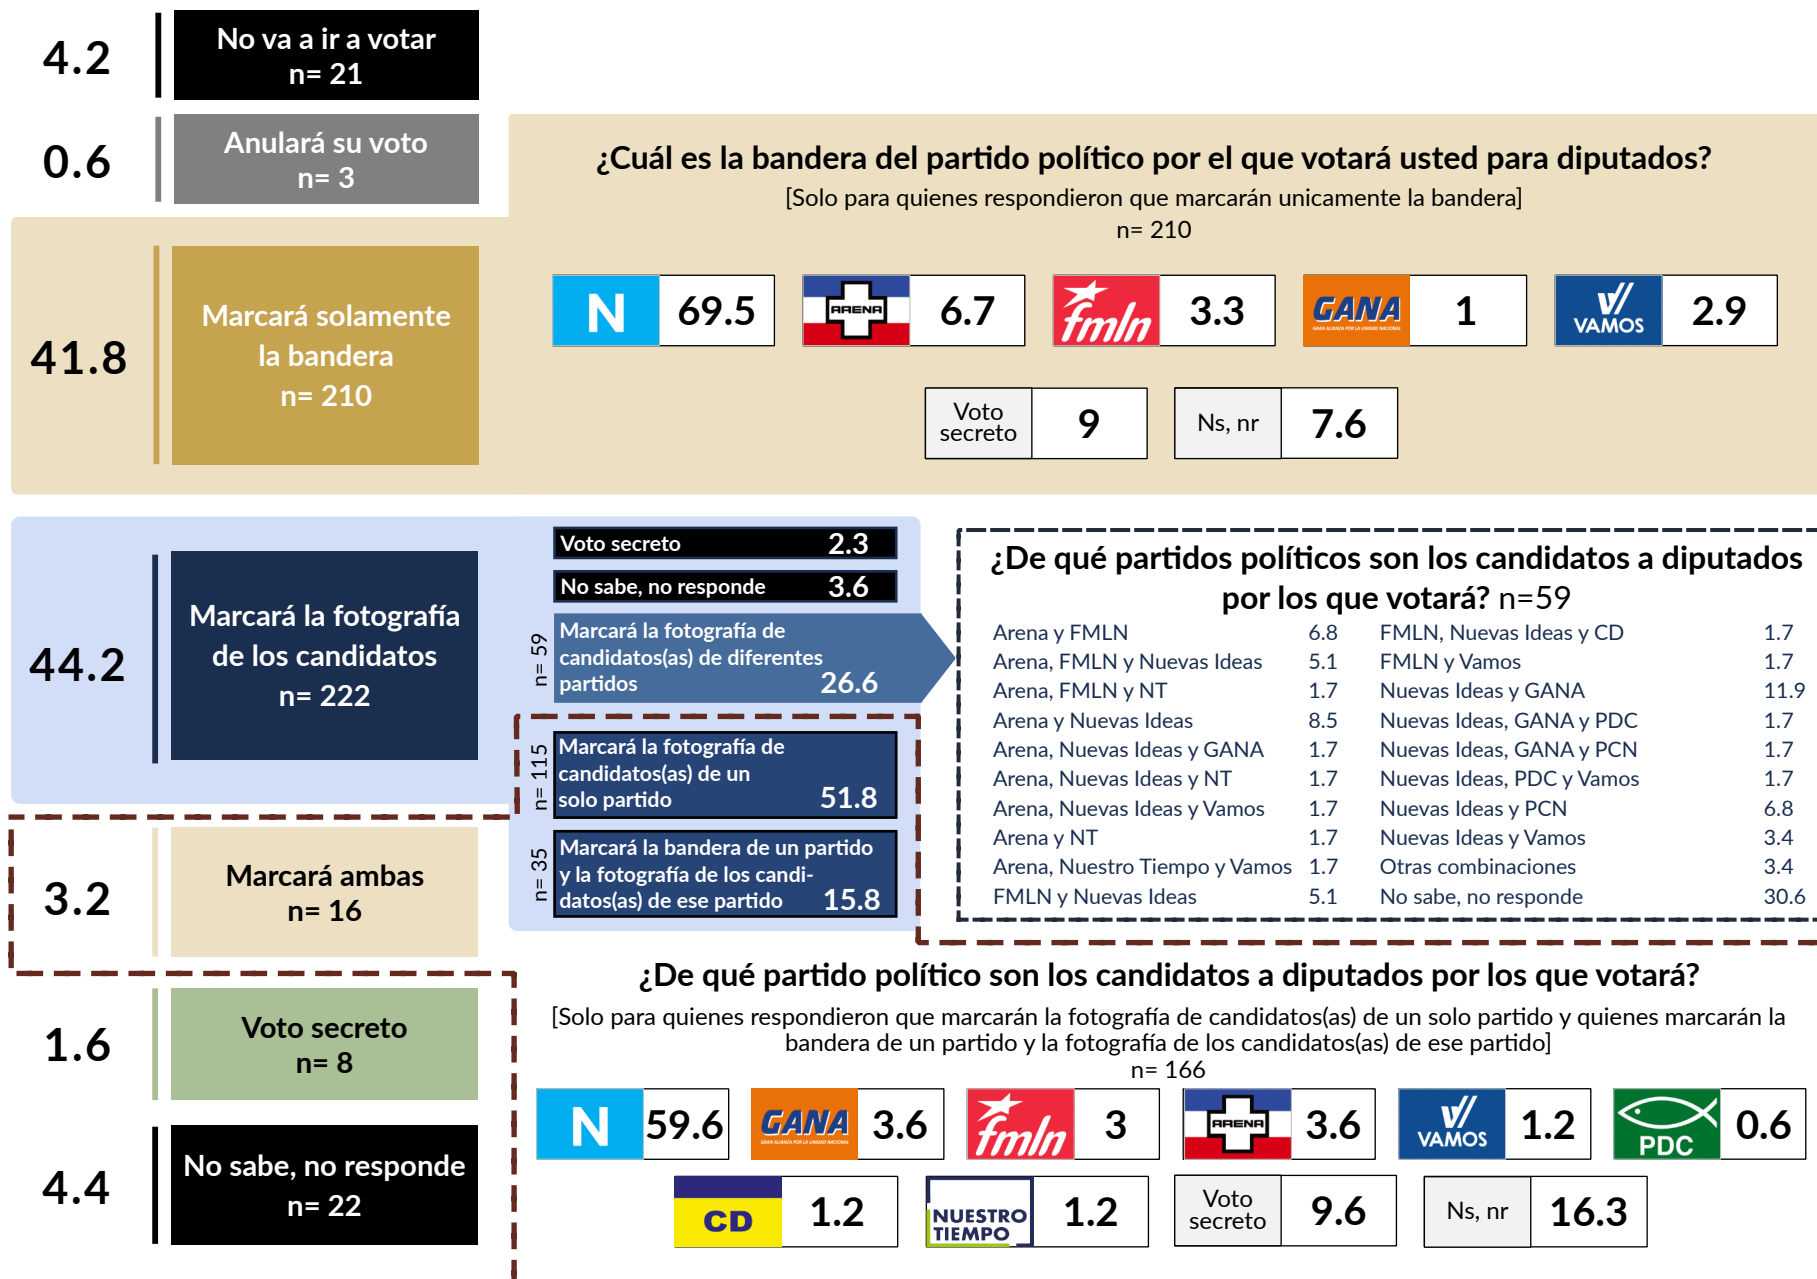 4.2
No va a ir a votar
n= 21
0.6
Anulará su voto
n= 3
41.8
Marcará solamente
la bandera
n= 210
¿Cuál es la bandera del partido político por el que votará usted para diputados?
[Solo para quienes respondieron que marcarán unicamente la bandera]
n= 210
N 69.5
ARENA 6.7
fmln 3.3
GANA 1
GRAN ALIANZA POR LA UNIDAD NACIONAL
VAMOS 2.9
Voto
secreto
9
Ns, nr 7.6
44.2
Marcará la fotografía
de los candidatos
n= 222
Voto secreto 2.3
No sabe, no responde 3.6
n= 59
Marcará la fotografía de
candidatos(as) de diferentes
partidos 26.6
n= 115
Marcará la fotografía de
candidatos(as) de un
solo partido 51.8
n= 35
Marcará la bandera de un partido
y la fotografía de los candi-
datos(as) de ese partido 15.8
¿De qué partidos políticos son los candidatos a diputados
por los que votará? n=59
Arena y FMLN 6.8
Arena, FMLN y Nuevas Ideas 5.1
Arena, FMLN y NT 1.7
Arena y Nuevas Ideas 8.5
Arena, Nuevas Ideas y GANA 1.7
Arena, Nuevas Ideas y NT 1.7
Arena, Nuevas Ideas y Vamos 1.7
Arena y NT 1.7
Arena, Nuestro Tiempo y Vamos 1.7
FMLN y Nuevas Ideas 5.1
FMLN, Nuevas Ideas y CD 1.7
FMLN y Vamos 1.7
Nuevas Ideas y GANA 11.9
Nuevas Ideas, GANA y PDC 1.7
Nuevas Ideas, GANA y PCN 1.7
Nuevas Ideas, PDC y Vamos 1.7
Nuevas Ideas y PCN 6.8
Nuevas Ideas y Vamos 3.4
Otras combinaciones 3.4
No sabe, no responde 30.6
3.2
Marcará ambas
n= 16
1.6
Voto secreto
n= 8
4.4
No sabe, no responde
n= 22
¿De qué partido político son los candidatos a diputados por los que votará?
[Solo para quienes respondieron que marcarán la fotografía de candidatos(as) de un solo partido y quienes marcarán la
bandera de un partido y la fotografía de los candidatos(as) de ese partido]
n= 166
N 59.6
GANA 3.6
GRAN ALIANZA POR LA UNIDAD NACIONAL
fmln 3
ARENA 3.6
VAMOS 1.2
PDC 0.6
CD 1.2
NUESTRO
TIEMPO
1.2
Voto
secreto
9.6
Ns, nr 16.3